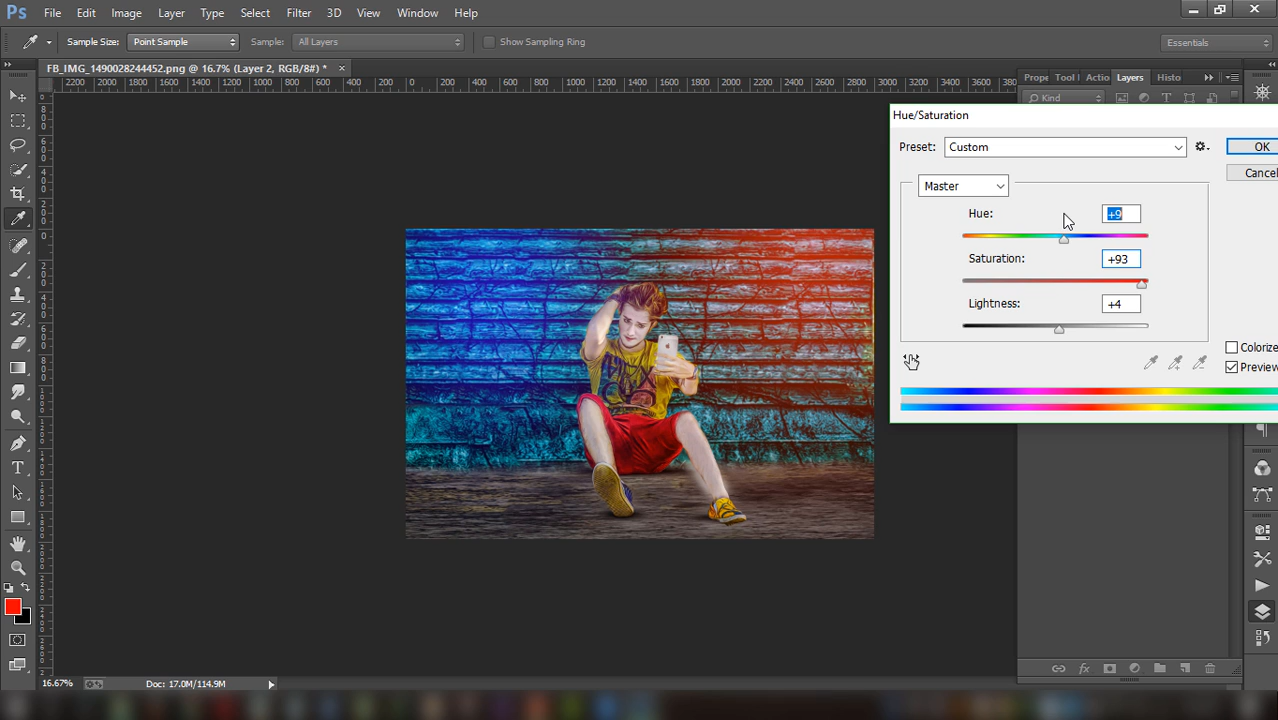 Ps File Edit Image Layer Type Select Filter 3D View Window Help
Sample Size: Point Sample Sample: All Layers Show Sampling Ring Essentials
FB_IMG_1490028244452.png @ 16.7% (Layer 2, RGB/8#) * ×
Prope Tool I Actio Layers Histo
2200 2000 1800 1600 1400 1200 1000 800 600 400 200 0 200 400 600 800 1000 1200 1400 1600 1800 2000 2200 2400 2600 2800 3000 3200 3400 3600 380
Kind
Hue/Saturation
Preset: Custom
OK
Cancel
Master
Hue: +9
Saturation: +93
Lightness: +4
Colorize
Preview
16.67% Doc: 17.0M/114.9M